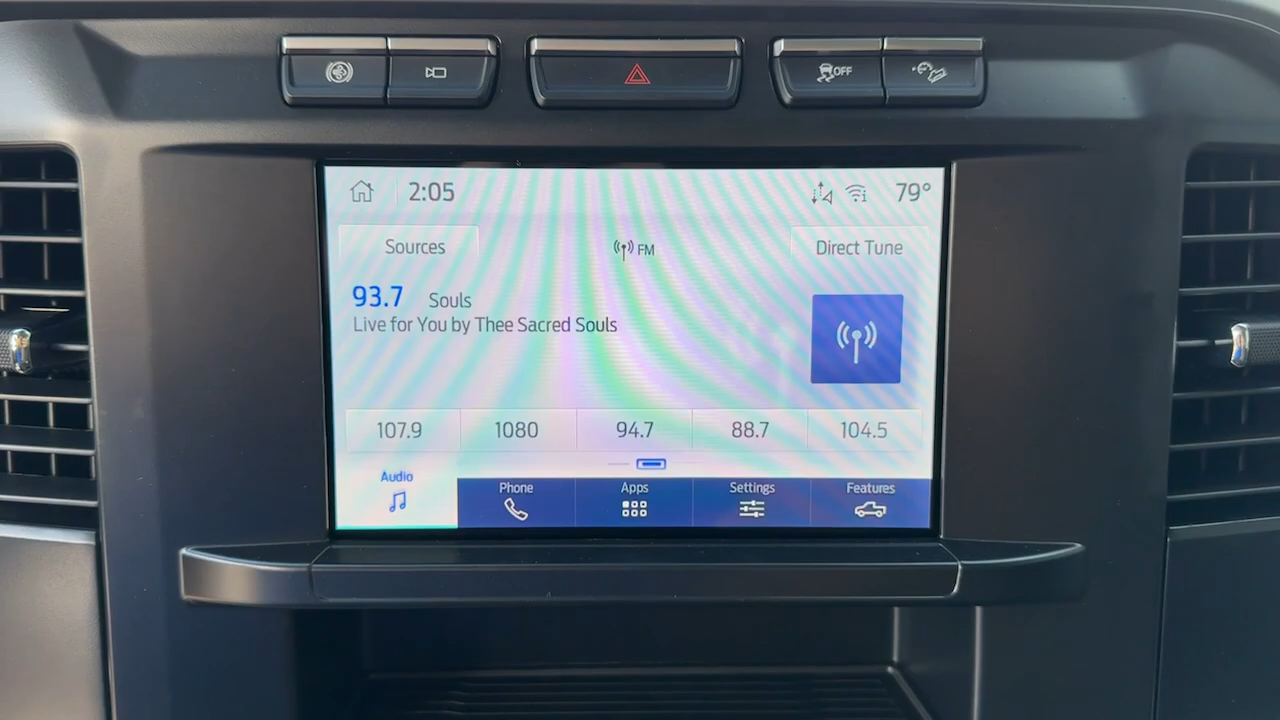 OFF
2:05 79°
Sources FM Direct Tune
93.7 Souls
Live for You by Thee Sacred Souls
107.9 1080 94.7 88.7 104.5
Audio Phone Apps Settings Features